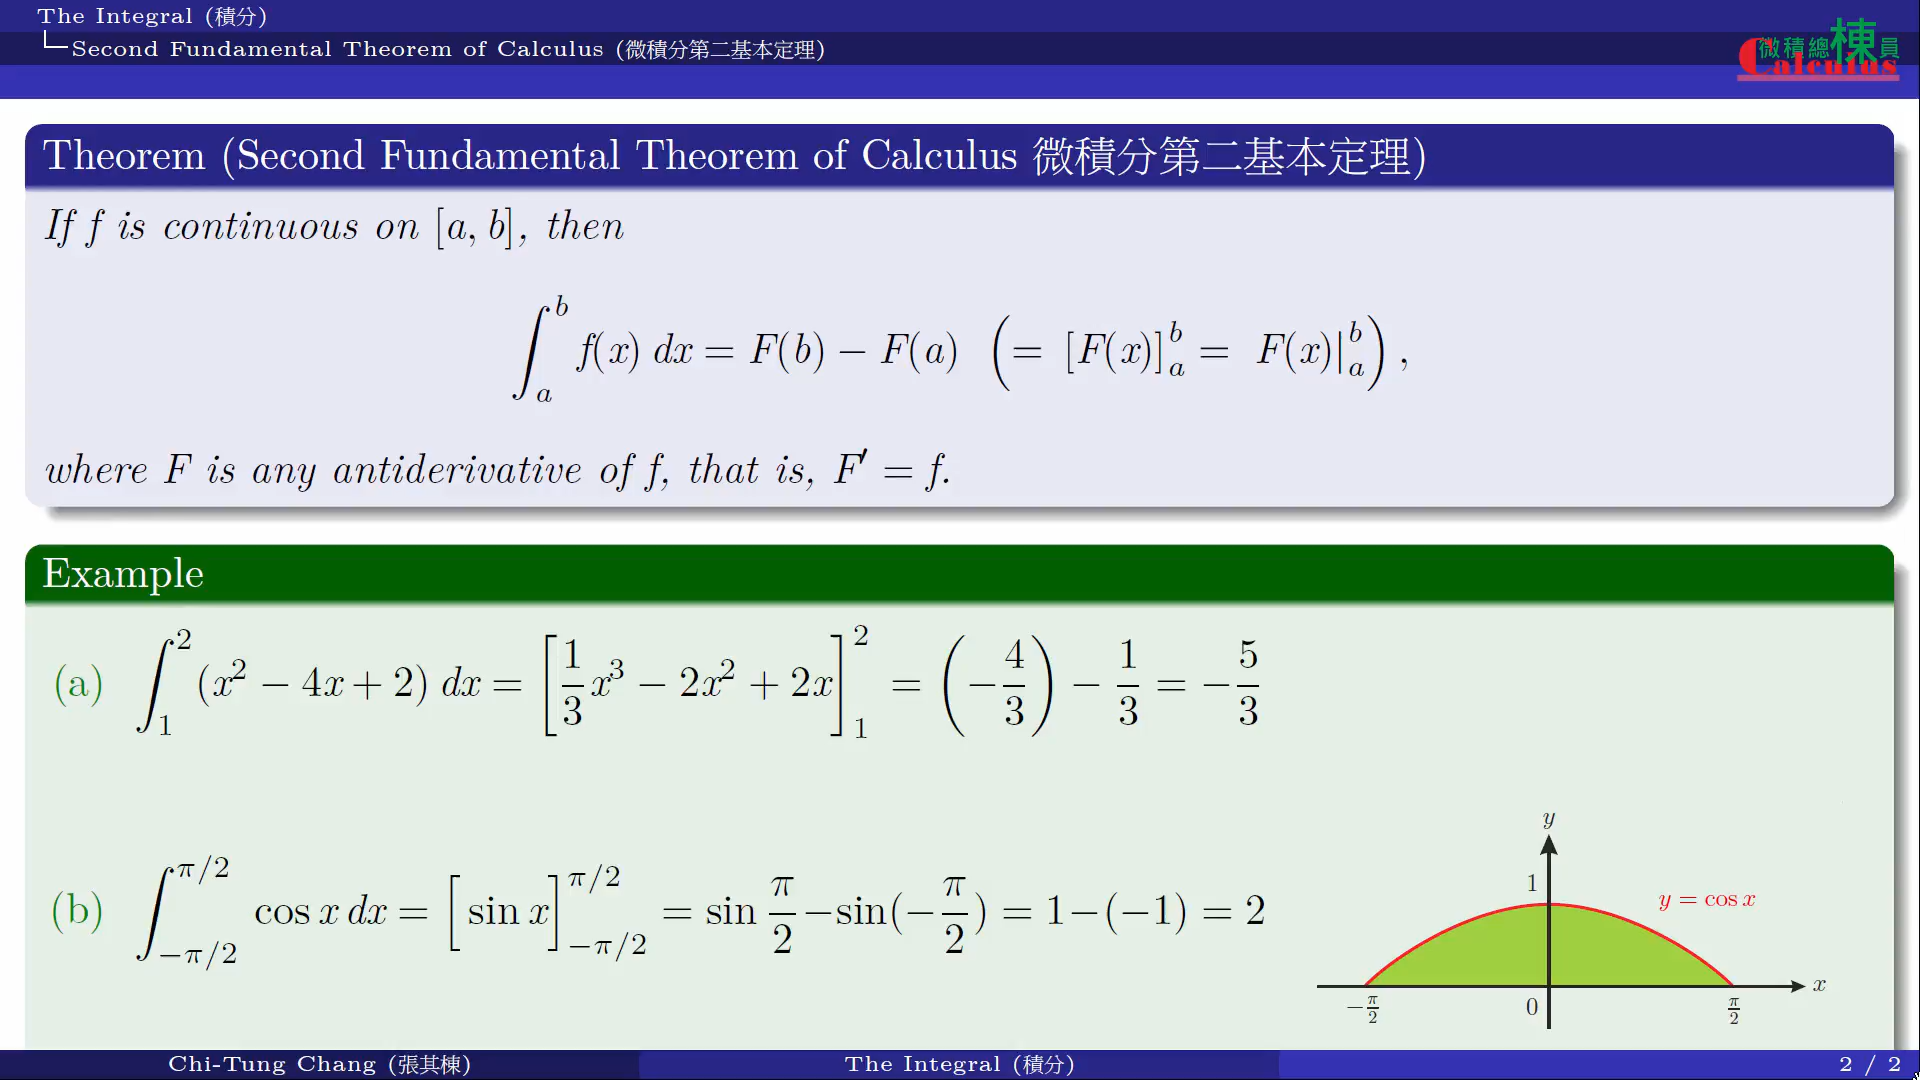 The Integral (積分)
Second Fundamental Theorem of Calculus (微積分第二基本定理)
微積總棟員
Calculus
Theorem (Second Fundamental Theorem of Calculus 微積分第二基本定理)
If f is continuous on [a, b], then
∫_a^b f(x) dx = F(b) − F(a) (= [F(x)]_a^b = F(x)|_a^b),
where F is any antiderivative of f, that is, F′ = f.
Example
(a) ∫_1^2 (x² − 4x + 2) dx = [1/3 x³ − 2x² + 2x]_1^2 = (−4/3) − 1/3 = −5/3
(b) ∫_{−π/2}^{π/2} cos x dx = [sin x]_{−π/2}^{π/2} = sin π/2 − sin(−π/2) = 1−(−1) = 2
y
1
y = cos x
x
−π/2
0
π/2
Chi-Tung Chang (張其棟)
The Integral (積分)
2 / 2